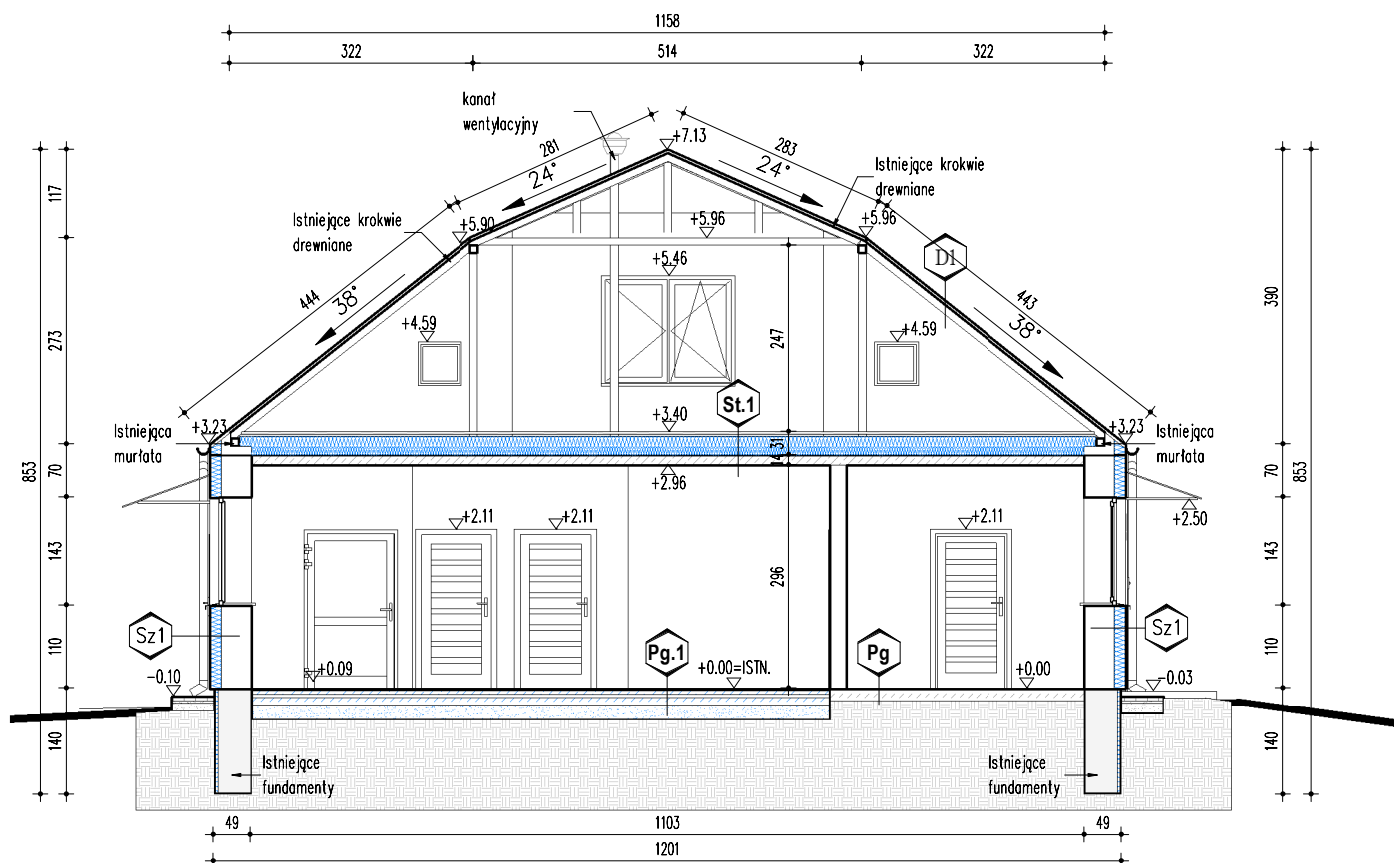 1158
322
514
322
kanał
wentylacyjny
+7.13
281
283
24°
24°
Istniejące krokwie
drewniane
Istniejące krokwie
drewniane
+5.90
+5.96
+5.96
D1
117
853
444
38°
443
38°
+5.46
+4.59
+4.59
273
247
390
St.1
+3.40
+3.23
+3.23
Istniejąca
murłata
Istniejąca
murłata
31
14
+2.96
70
70
853
+2.50
+2.11
+2.11
+2.11
143
296
143
Sz1
Sz1
Pg.1
Pg
110
110
+0.09
+0.00=ISTN.
+0.00
-0.10
-0.03
140
140
Istniejące
fundamenty
Istniejące
fundamenty
49
1103
49
1201